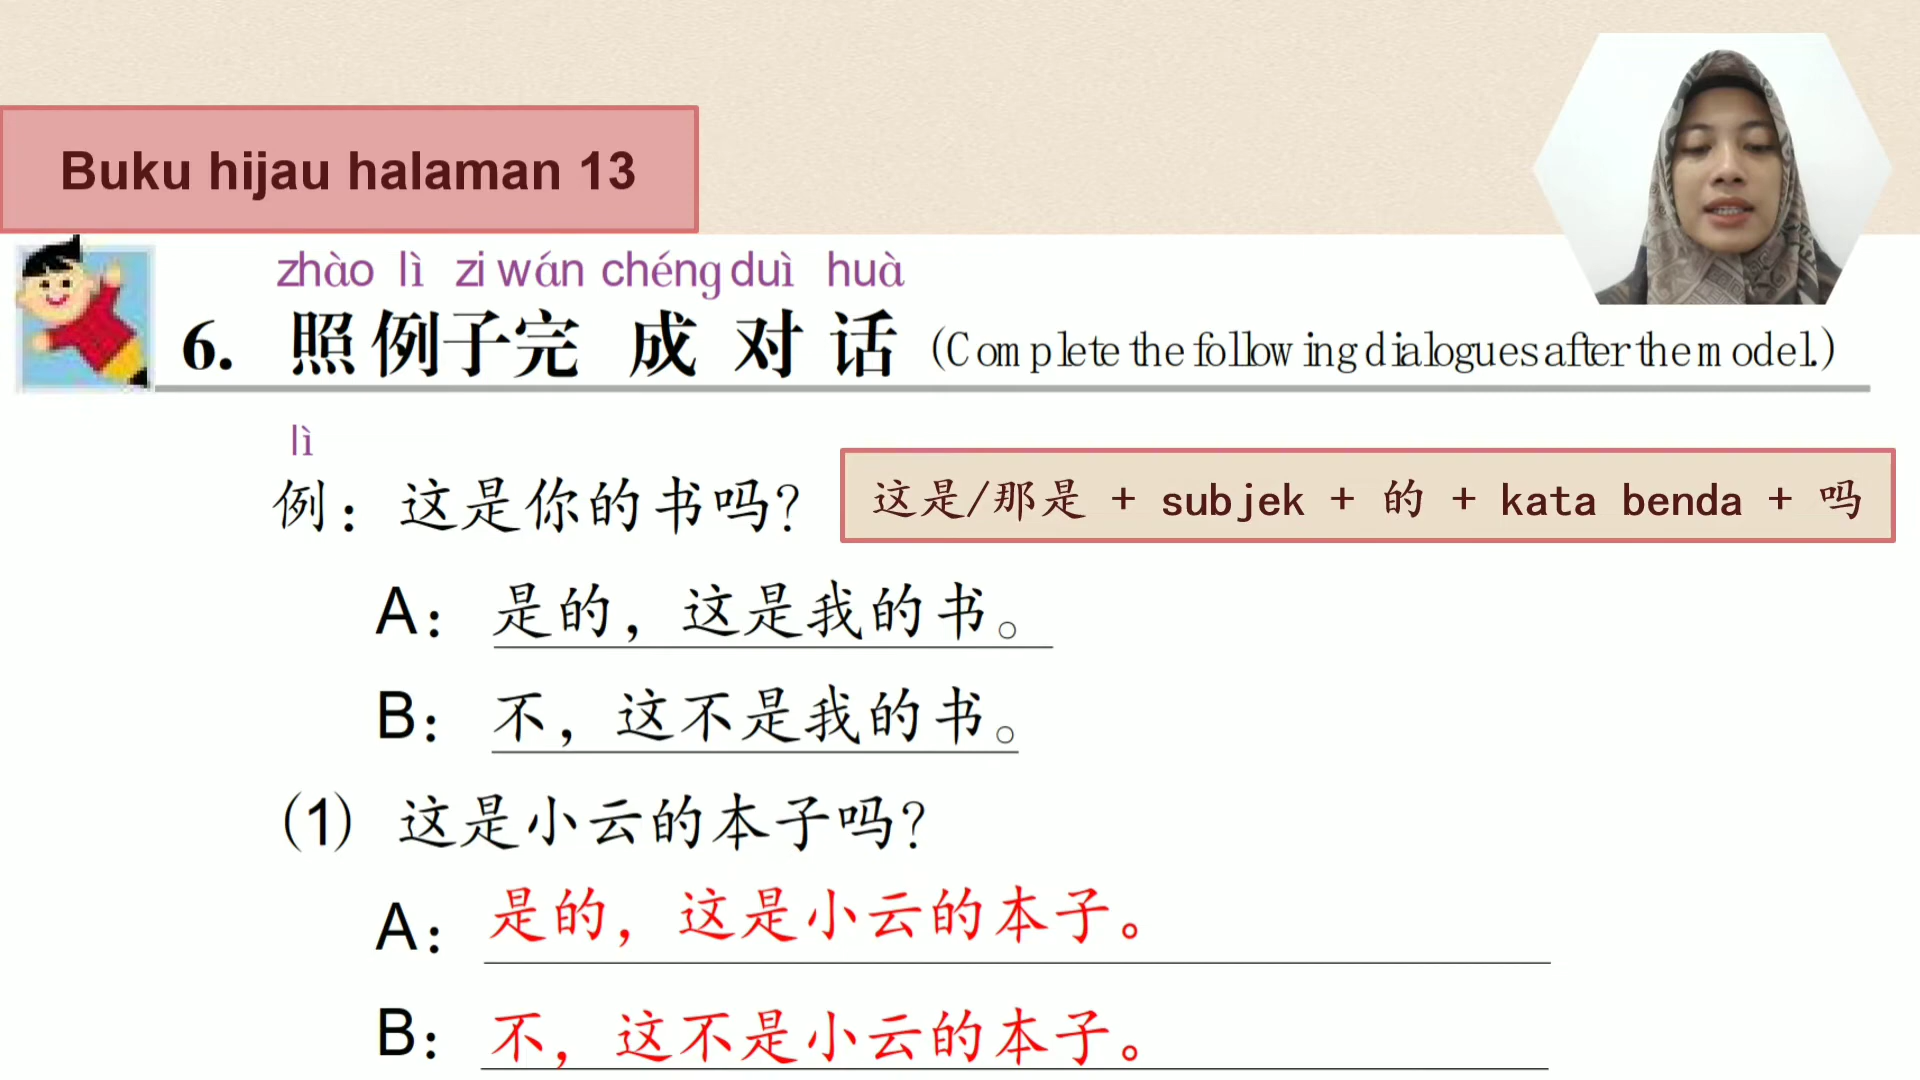 Buku hijau halaman 13
zhào lì zi wán chéng duì huà
6. 照例子完成对话 (Complete the following dialogues after the model.)
lì
例：这是你的书吗？
这是/那是 + subjek + 的 + kata benda + 吗
A：是的，这是我的书。
B：不，这不是我的书。
(1) 这是小云的本子吗？
A：是的，这是小云的本子。
B：不，这不是小云的本子。